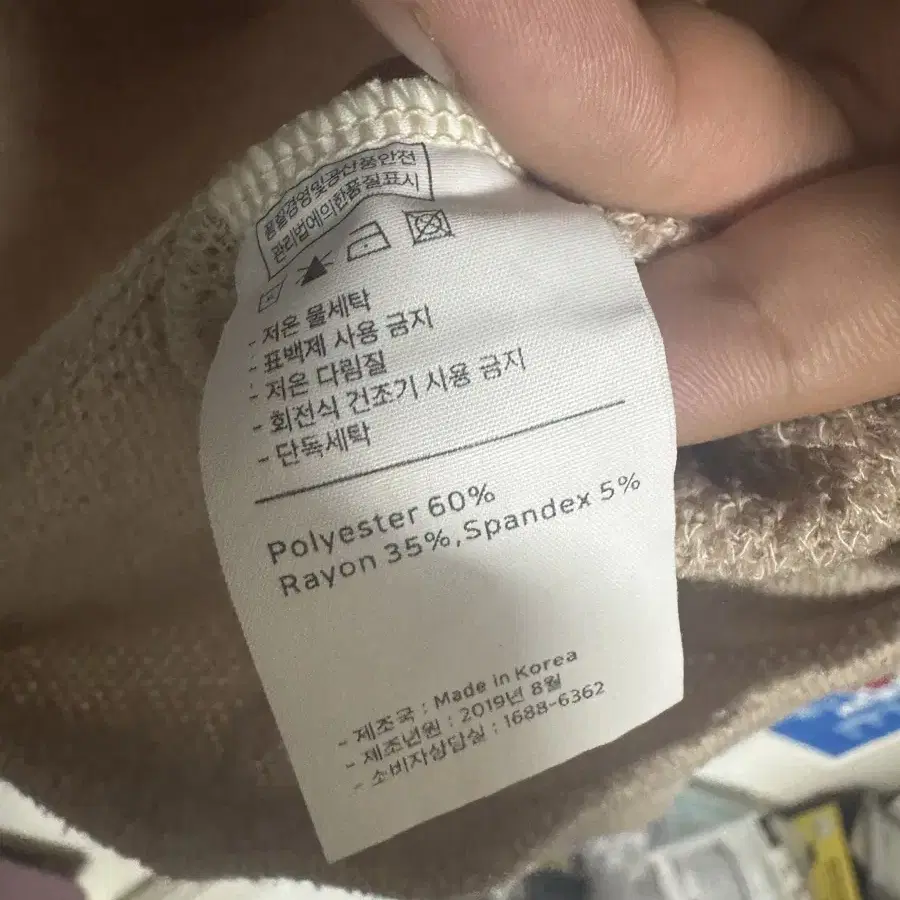 품질경영및공산품안전
관리법에의한품질표시
- 저온 물세탁
- 표백제 사용 금지
- 저온 다림질
- 회전식 건조기 사용 금지
- 단독세탁
Polyester 60%
Rayon 35%,Spandex 5%
- 제조국 : Made in Korea
- 제조년원 : 2019년 8월
- 소비자상담실 : 1688-6362